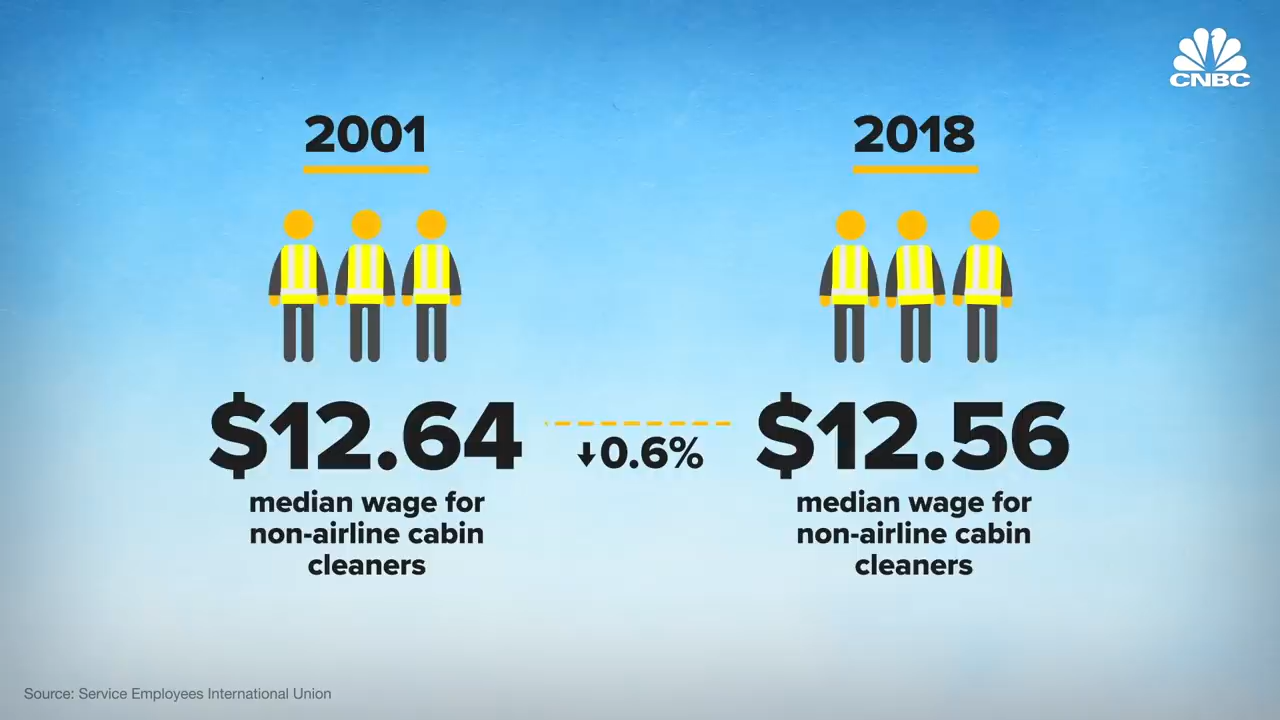 CNBC
2001
2018
$12.64
↓0.6%
$12.56
median wage for
non-airline cabin
cleaners
median wage for
non-airline cabin
cleaners
Source: Service Employees International Union